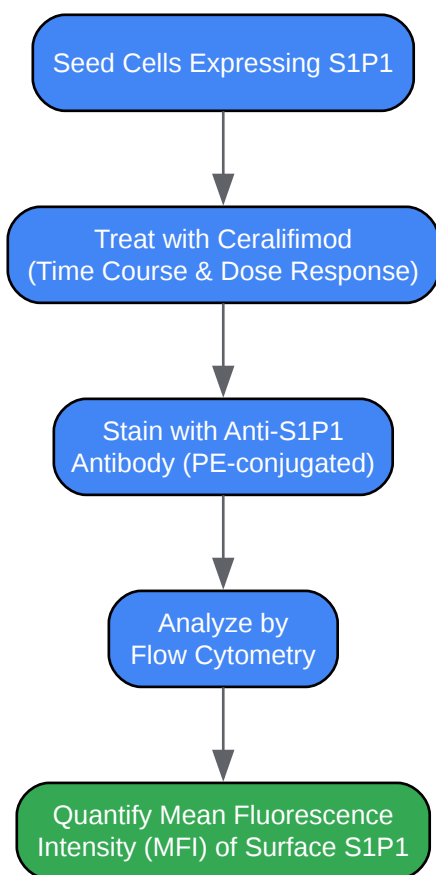 Seed Cells Expressing S1P1
Treat with Ceralifimod
(Time Course & Dose Response)
Stain with Anti-S1P1
Antibody (PE-conjugated)
Analyze by
Flow Cytometry
Quantify Mean Fluorescence
Intensity (MFI) of Surface S1P1